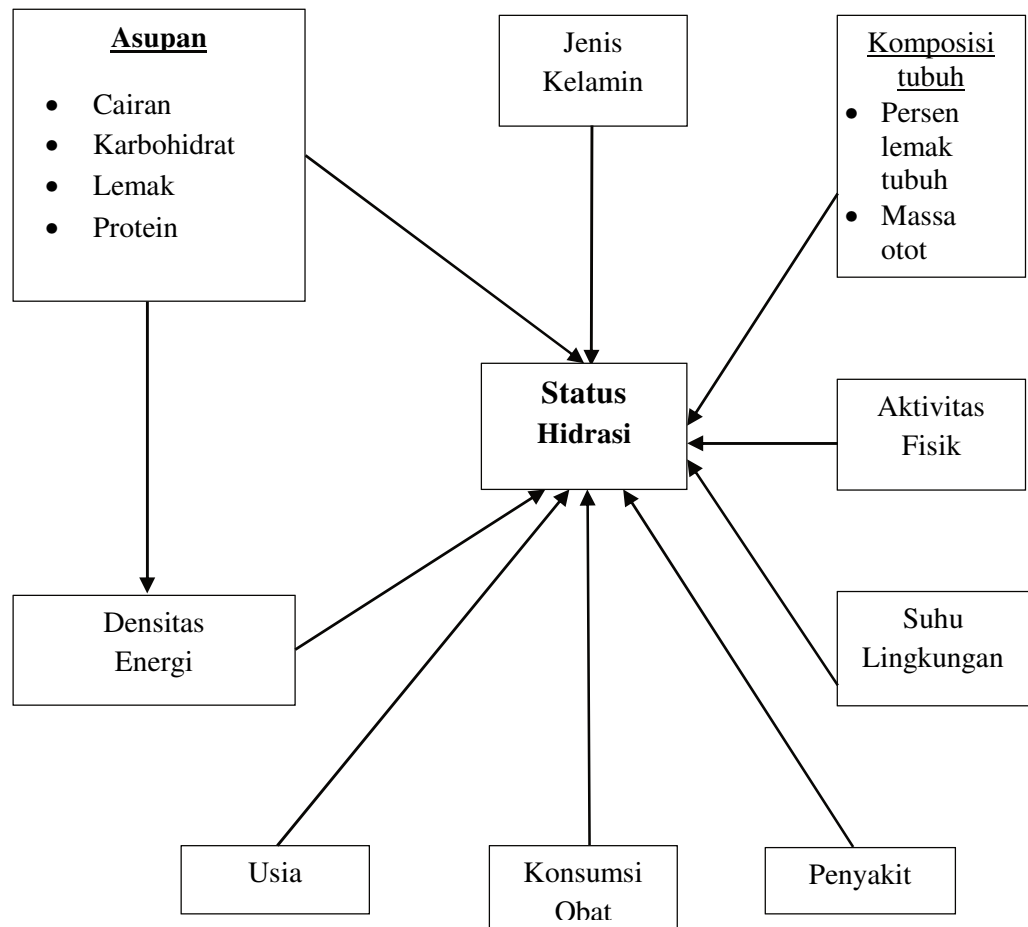 Asupan
• Cairan
• Karbohidrat
• Lemak
• Protein
Jenis
Kelamin
Komposisi
tubuh
• Persen
lemak
tubuh
• Massa
otot
Status
Hidrasi
Aktivitas
Fisik
Densitas
Energi
Suhu
Lingkungan
Usia
Konsumsi
Obat
Penyakit